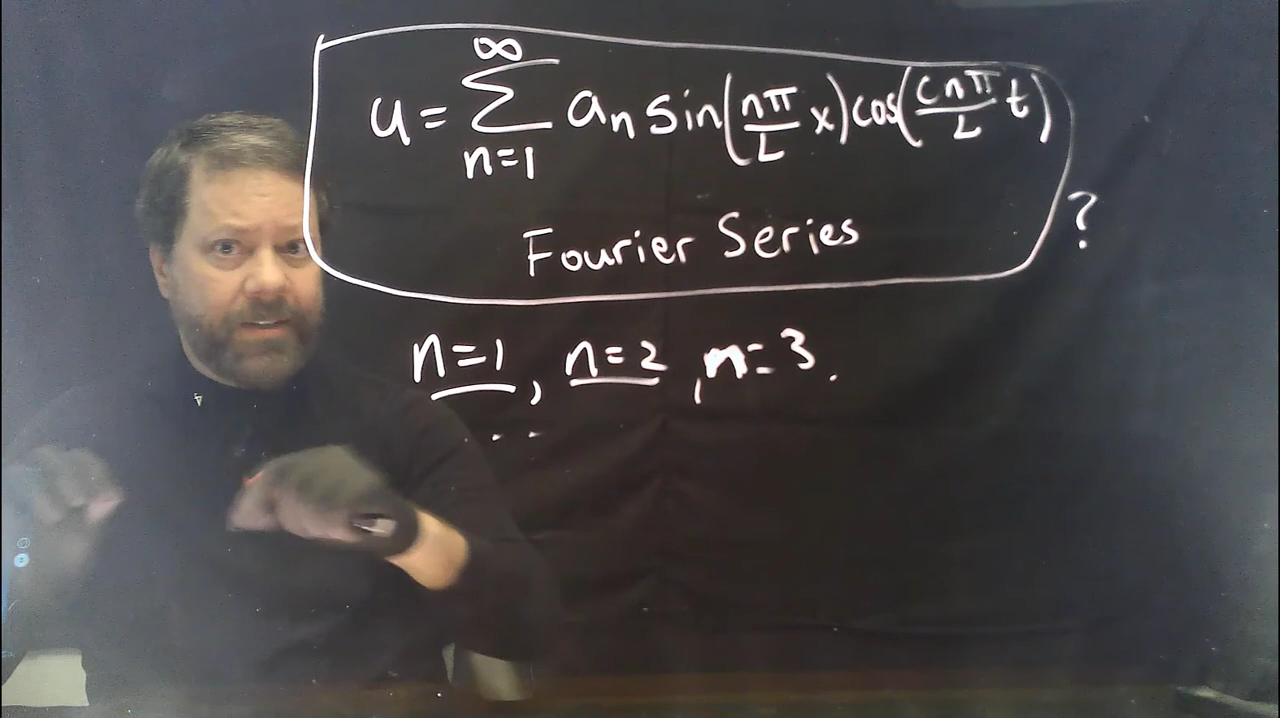 u = ∑_{n=1}^{∞} a_n sin(nπ/L x) cos(cnπ/L t)
Fourier Series ?
n=1, n=2, n=3.